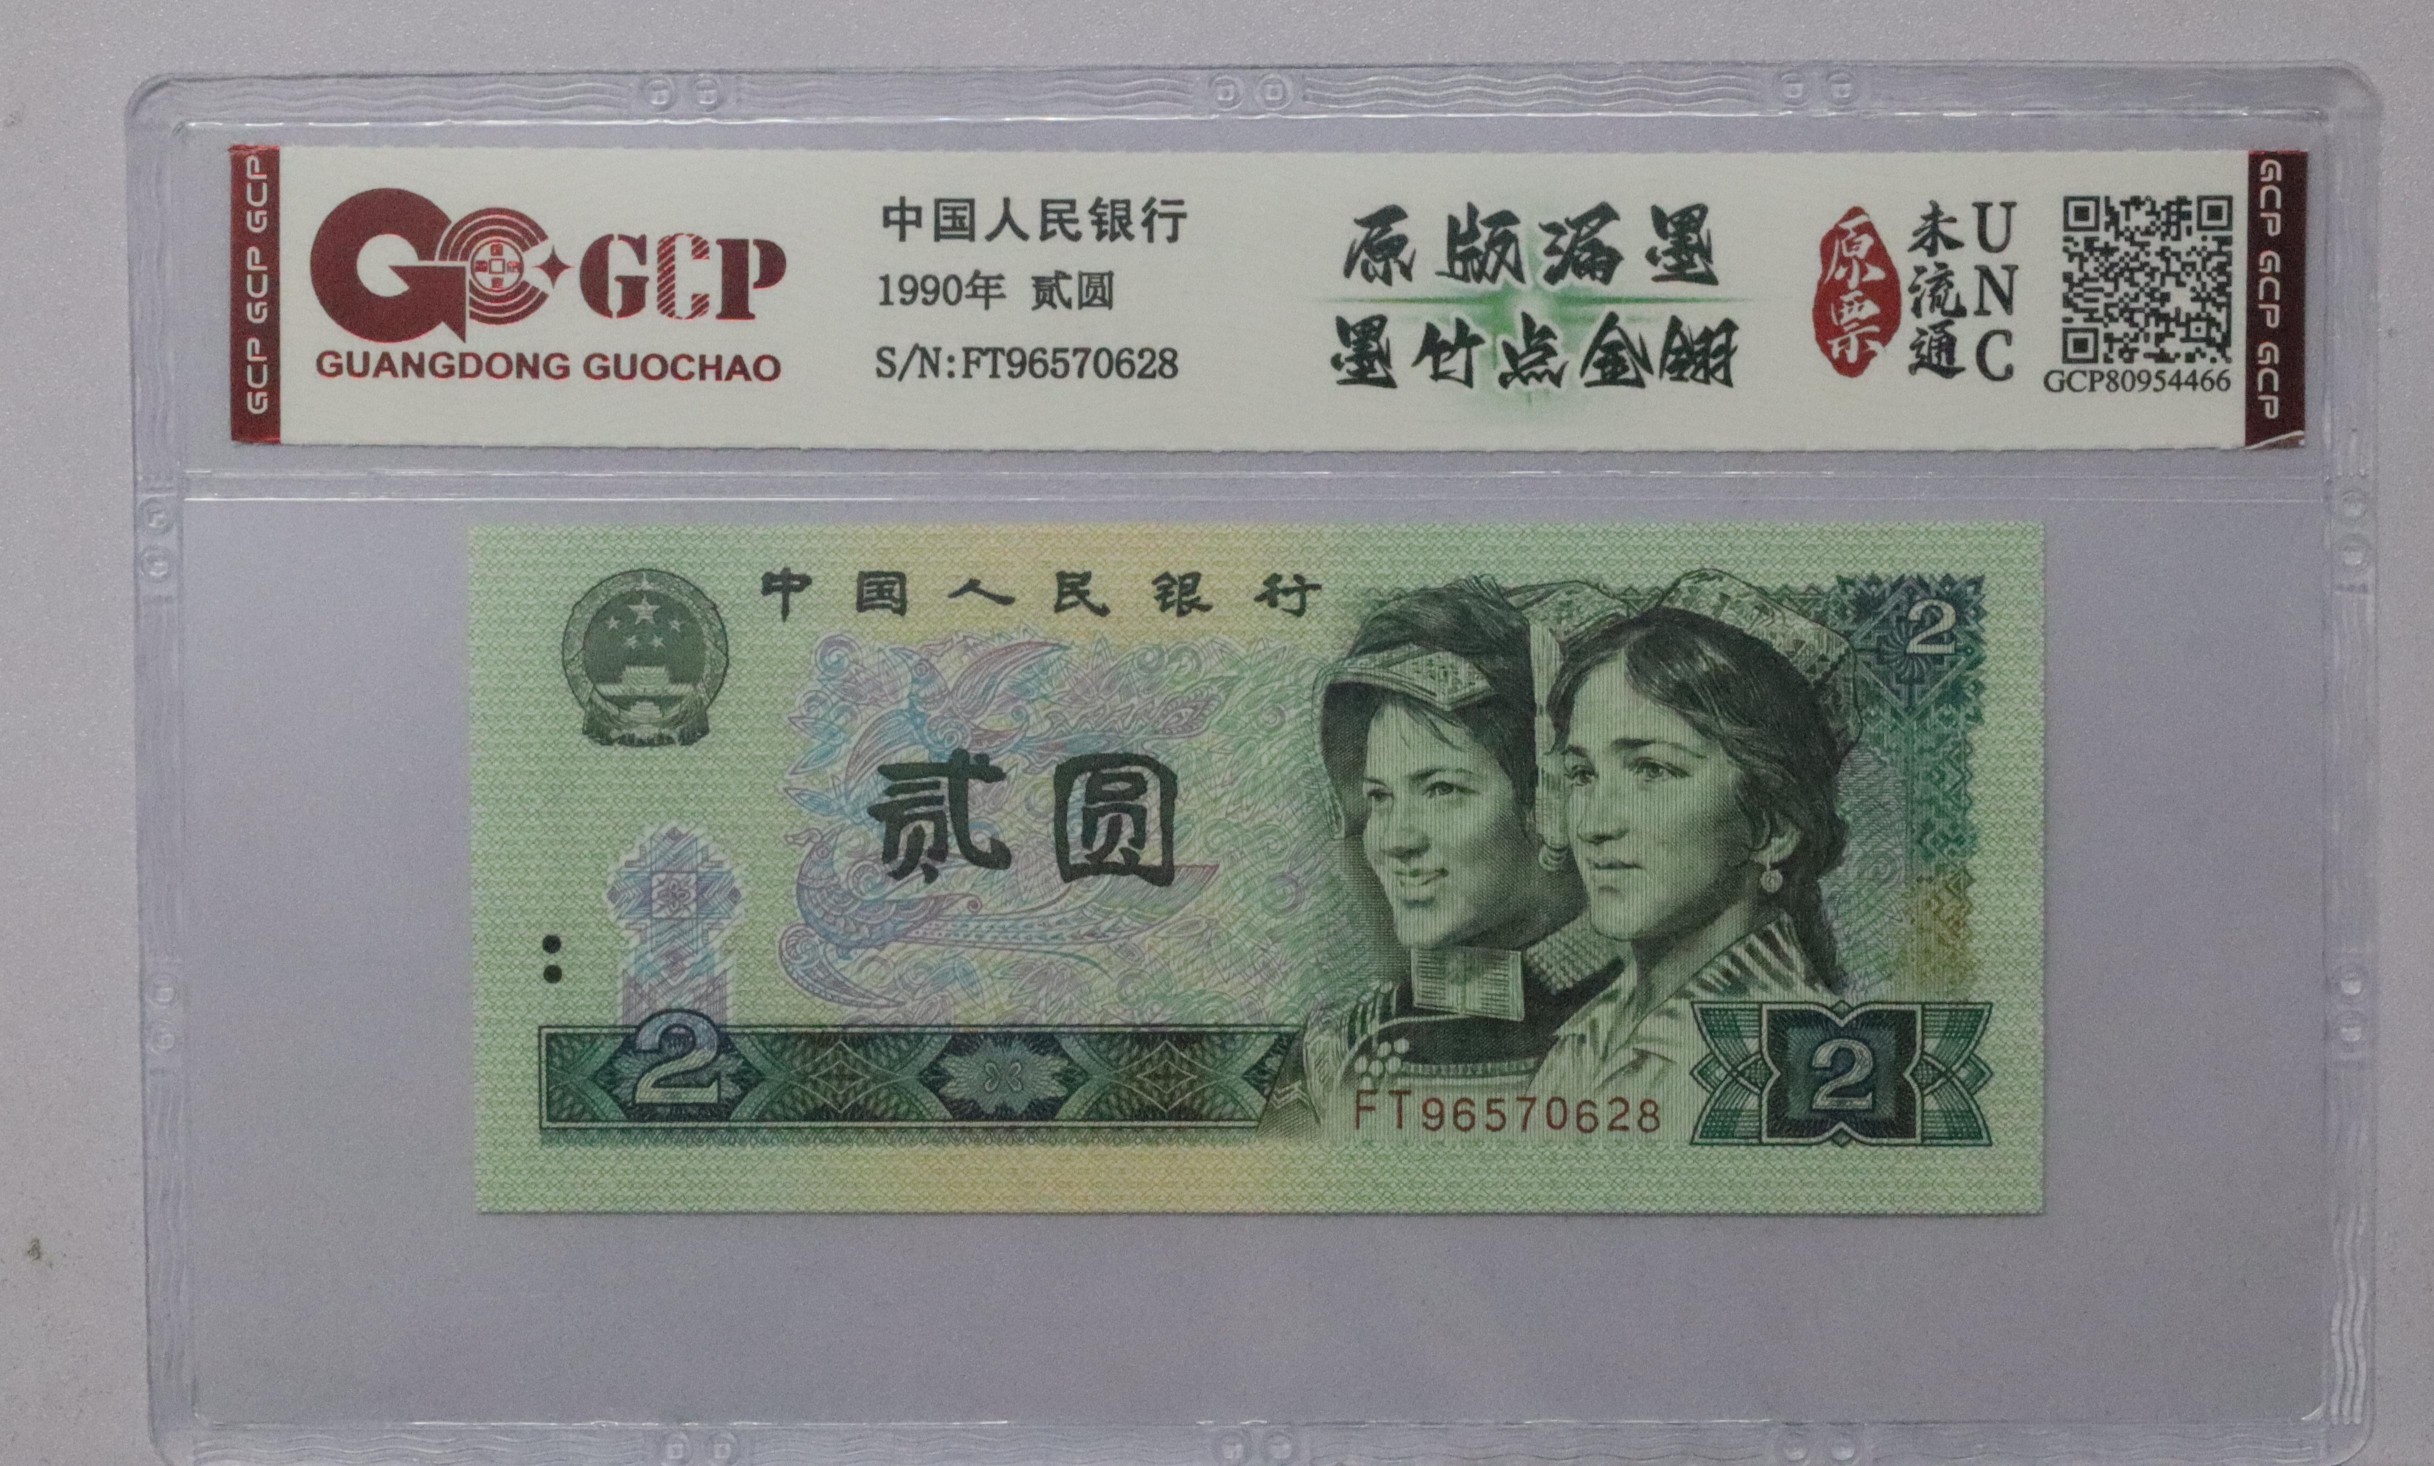 GCP GCP GCP
GCP
GUANGDONG GUOCHAO
中国人民银行
1990年 贰圆
S/N:FT96570628
原版漏墨
墨竹点金翎
原票
未流通
UNC
GCP80954466
GCP GCP GCP
中国人民银行
2
贰圆
2
FT96570628
2